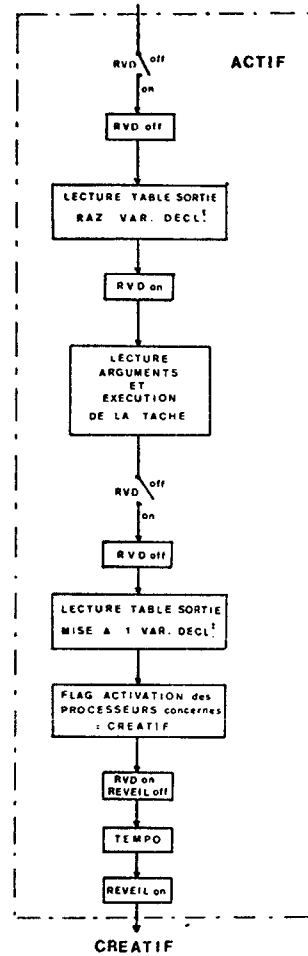 off
RVD
ACTIF
on
RVD off
LECTURE TABLE SORTIE
RAZ VAR. DECLt.
RVD on
LECTURE
ARGUMENTS
ET
EXECUTION
DE LA TACHE
off
RVD
on
RVD off
LECTURE TABLE SORTIE
MISE A 1 VAR. DECLt.
FLAG ACTIVATION des
PROCESSEURS concernes
: CREATIF
RVD on
REVEIL off
TEMPO
REVEIL on
CREATIF